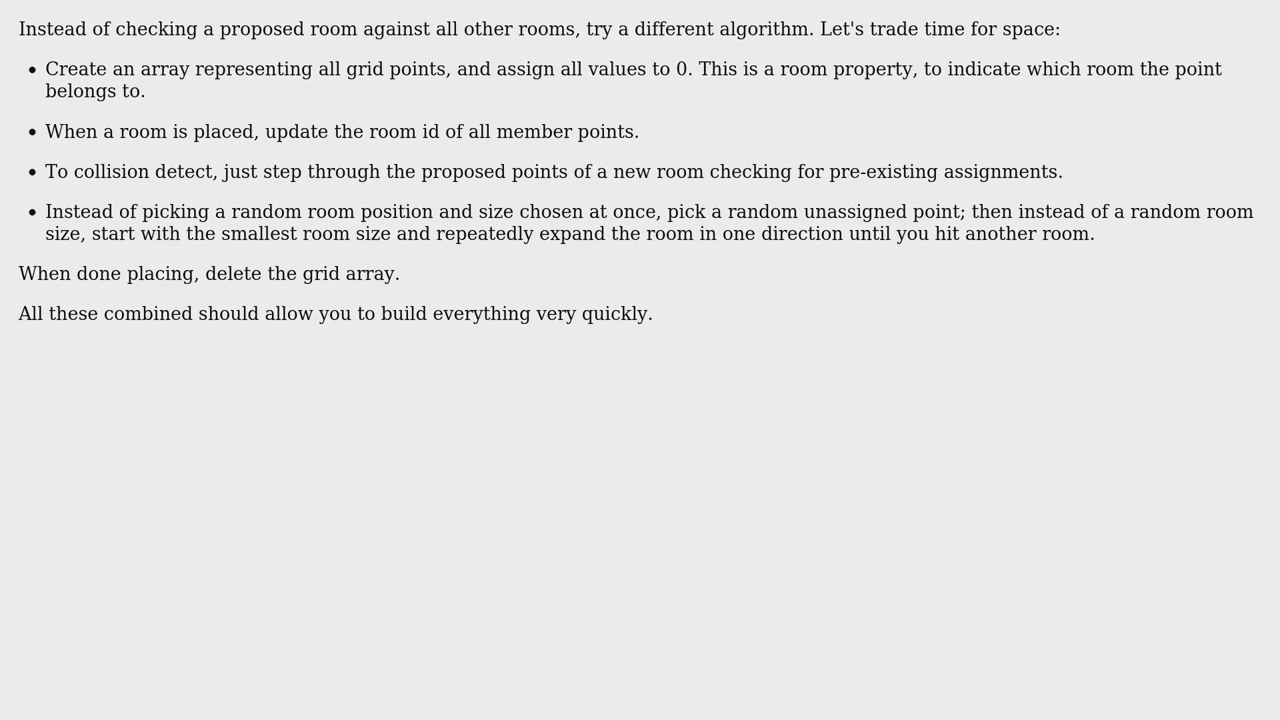 Instead of checking a proposed room against all other rooms, try a different algorithm. Let's trade time for space:
• Create an array representing all grid points, and assign all values to 0. This is a room property, to indicate which room the point
belongs to.
• When a room is placed, update the room id of all member points.
• To collision detect, just step through the proposed points of a new room checking for pre-existing assignments.
• Instead of picking a random room position and size chosen at once, pick a random unassigned point; then instead of a random room
size, start with the smallest room size and repeatedly expand the room in one direction until you hit another room.
When done placing, delete the grid array.
All these combined should allow you to build everything very quickly.